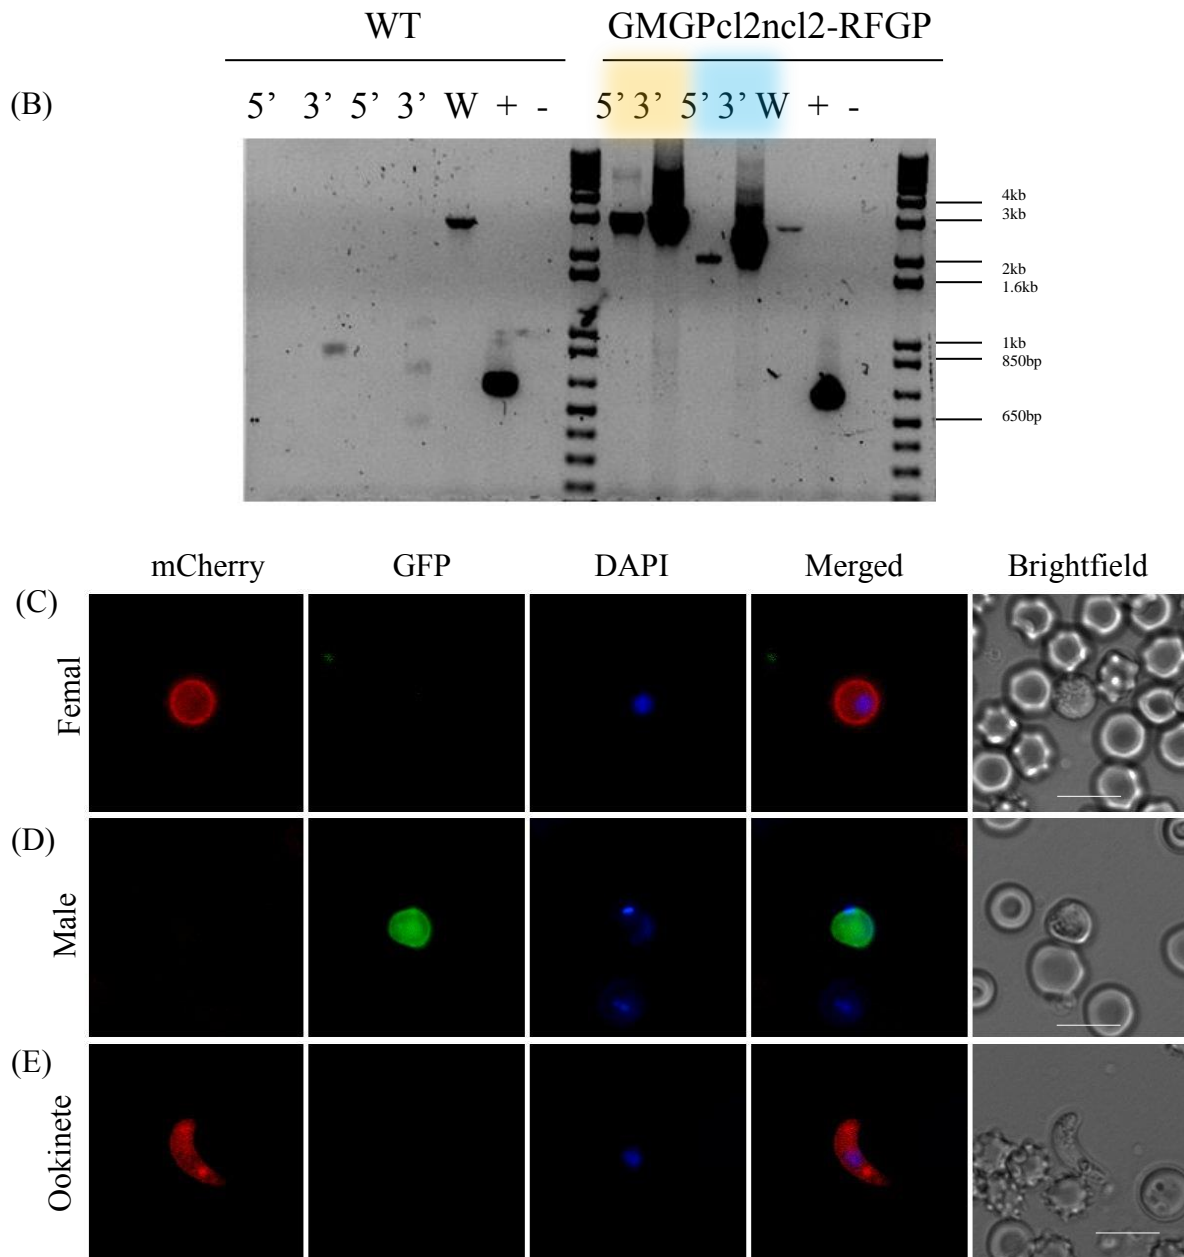 WT GMGPcl2ncl2-RFGP
(B) 5’ 3’ 5’ 3’ W + - 5’ 3’ 5’ 3’ W + -
4kb
3kb
2kb
1.6kb
1kb
850bp
650bp
mCherry GFP DAPI Merged Brightfield
(C) Femal
(D) Male
(E) Ookinete